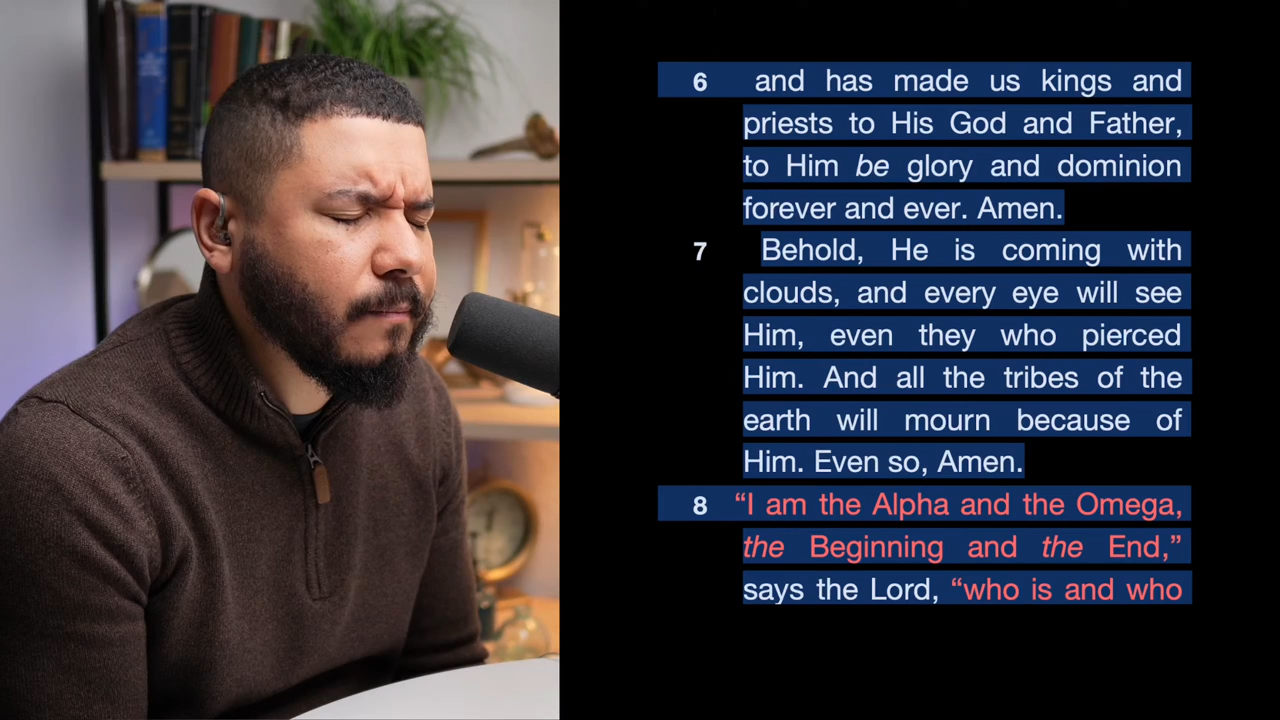 6 and has made us kings and
priests to His God and Father,
to Him be glory and dominion
forever and ever. Amen.
7 Behold, He is coming with
clouds, and every eye will see
Him, even they who pierced
Him. And all the tribes of the
earth will mourn because of
Him. Even so, Amen.
8 “I am the Alpha and the Omega,
the Beginning and the End,”
says the Lord, “who is and who